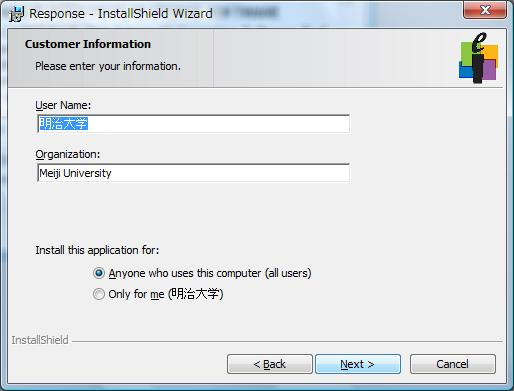 Response - InstallShield Wizard
Customer Information
Please enter your information.
User Name:
明治大学
Organization:
Meiji University
Install this application for:
Anyone who uses this computer (all users)
Only for me (明治大学)
InstallShield
< Back
Next >
Cancel